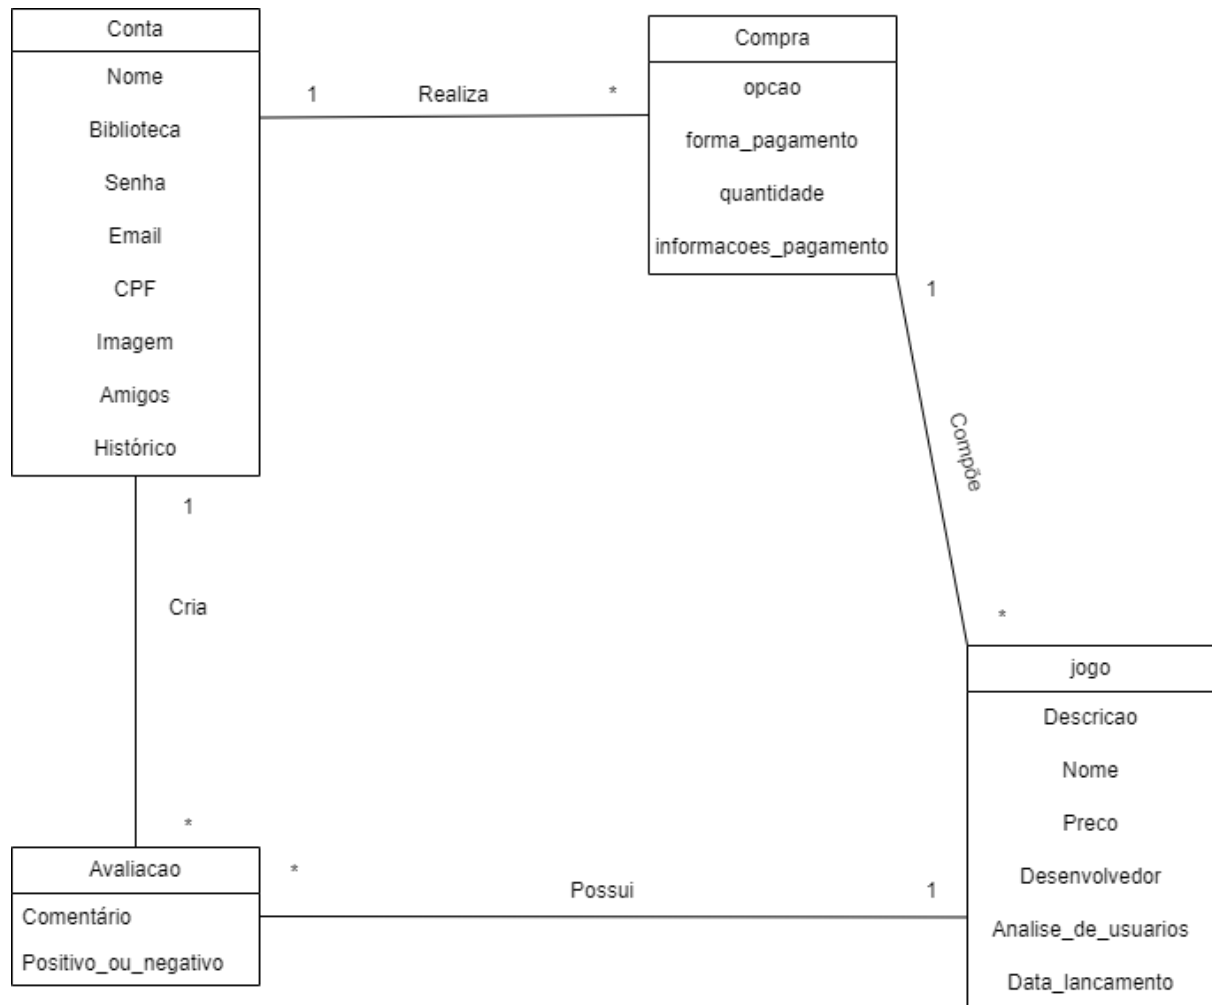 Conta
Nome
Biblioteca
Senha
Email
CPF
Imagem
Amigos
Histórico
1
Realiza
*
Compra
opcao
forma_pagamento
quantidade
informacoes_pagamento
1
Compõe
*
1
Cria
*
jogo
Descricao
Nome
Preco
Desenvolvedor
Analise_de_usuarios
Data_lancamento
Avaliacao
Comentário
Positivo_ou_negativo
*
Possui
1